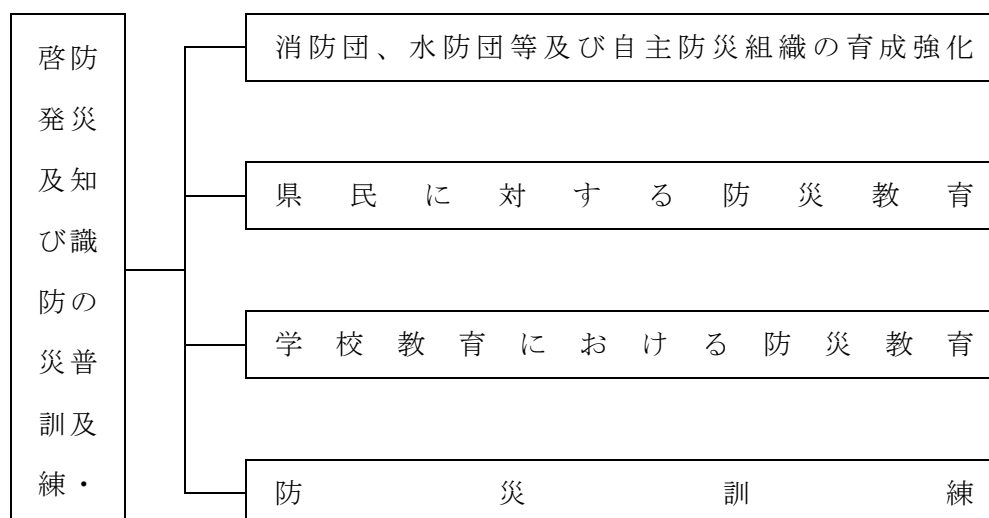 防災知識の普及・
啓発及び防災訓練
消防団、水防団等及び自主防災組織の育成強化
県民に対する防災教育
学校教育における防災教育
防災訓練